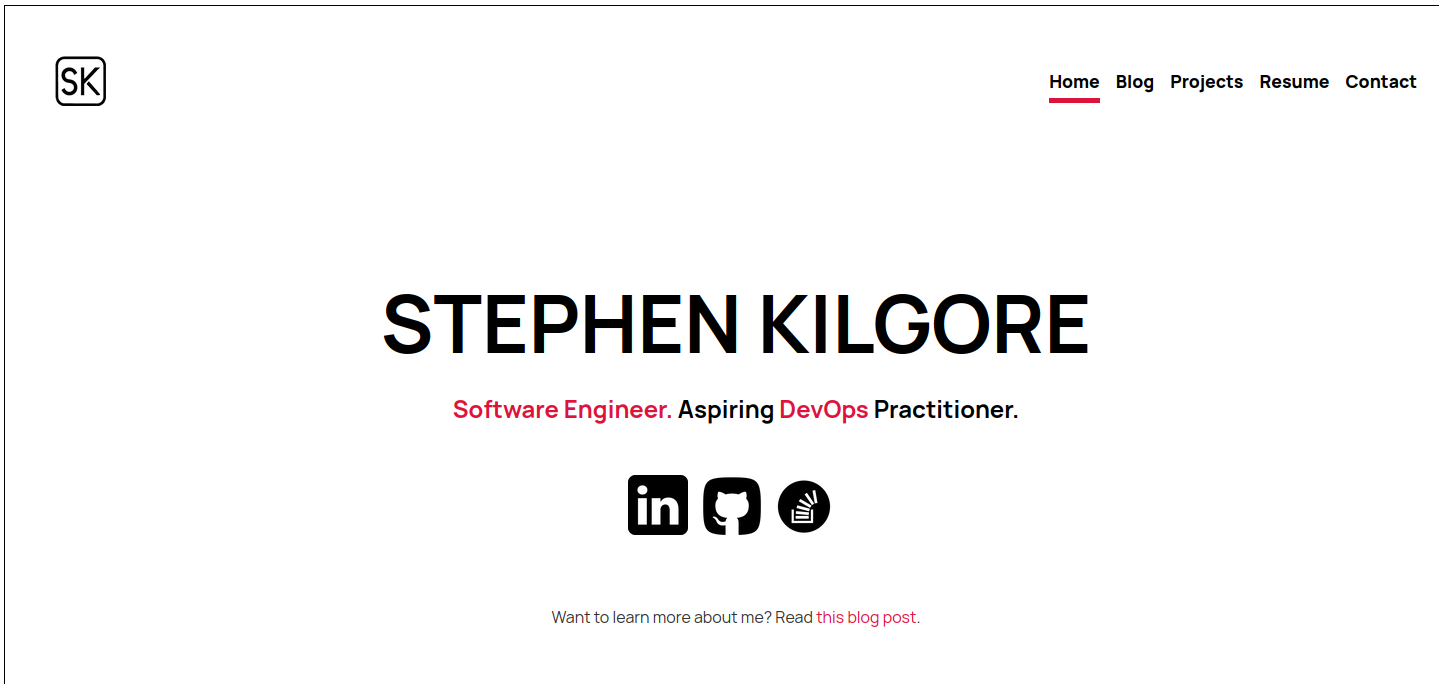 SK
Home Blog Projects Resume Contact
STEPHEN KILGORE
Software Engineer. Aspiring DevOps Practitioner.
in
Want to learn more about me? Read this blog post.